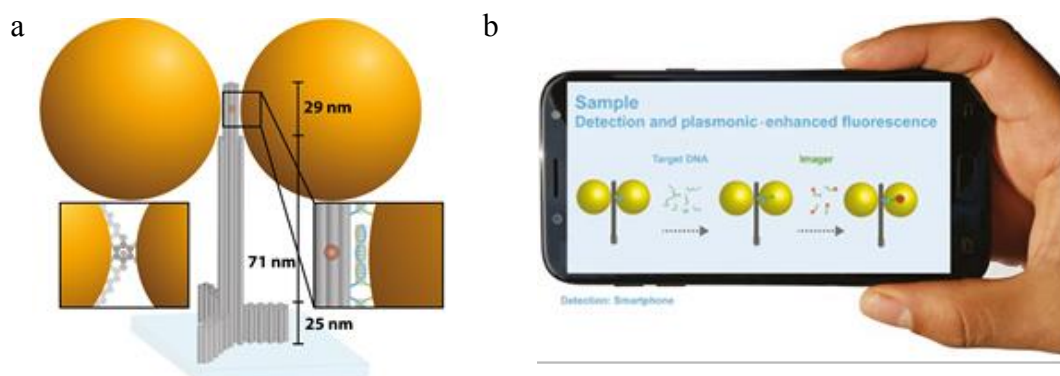 a
29 nm
71 nm
25 nm
b
Sample
Detection and plasmonic-enhanced fluorescence
Target DNA
Imager
Detection: Smartphone